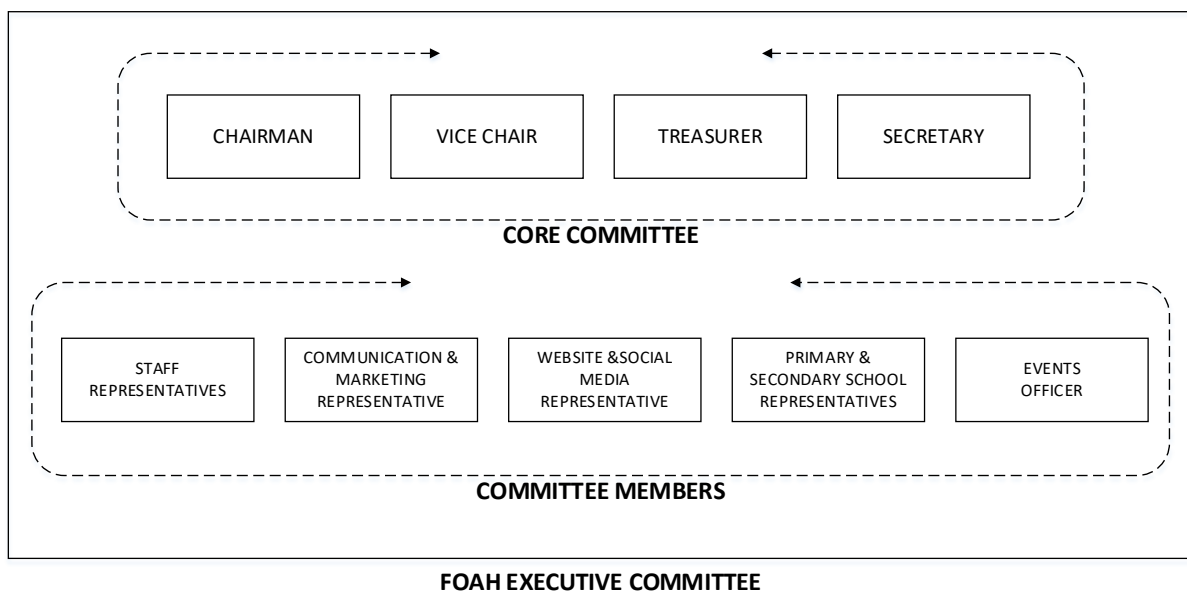 CHAIRMAN
VICE CHAIR
TREASURER
SECRETARY
CORE COMMITTEE
STAFF
REPRESENTATIVES
COMMUNICATION &
MARKETING
REPRESENTATIVE
WEBSITE &SOCIAL
MEDIA
REPRESENTATIVE
PRIMARY &
SECONDARY SCHOOL
REPRESENTATIVES
EVENTS
OFFICER
COMMITTEE MEMBERS
FOAH EXECUTIVE COMMITTEE